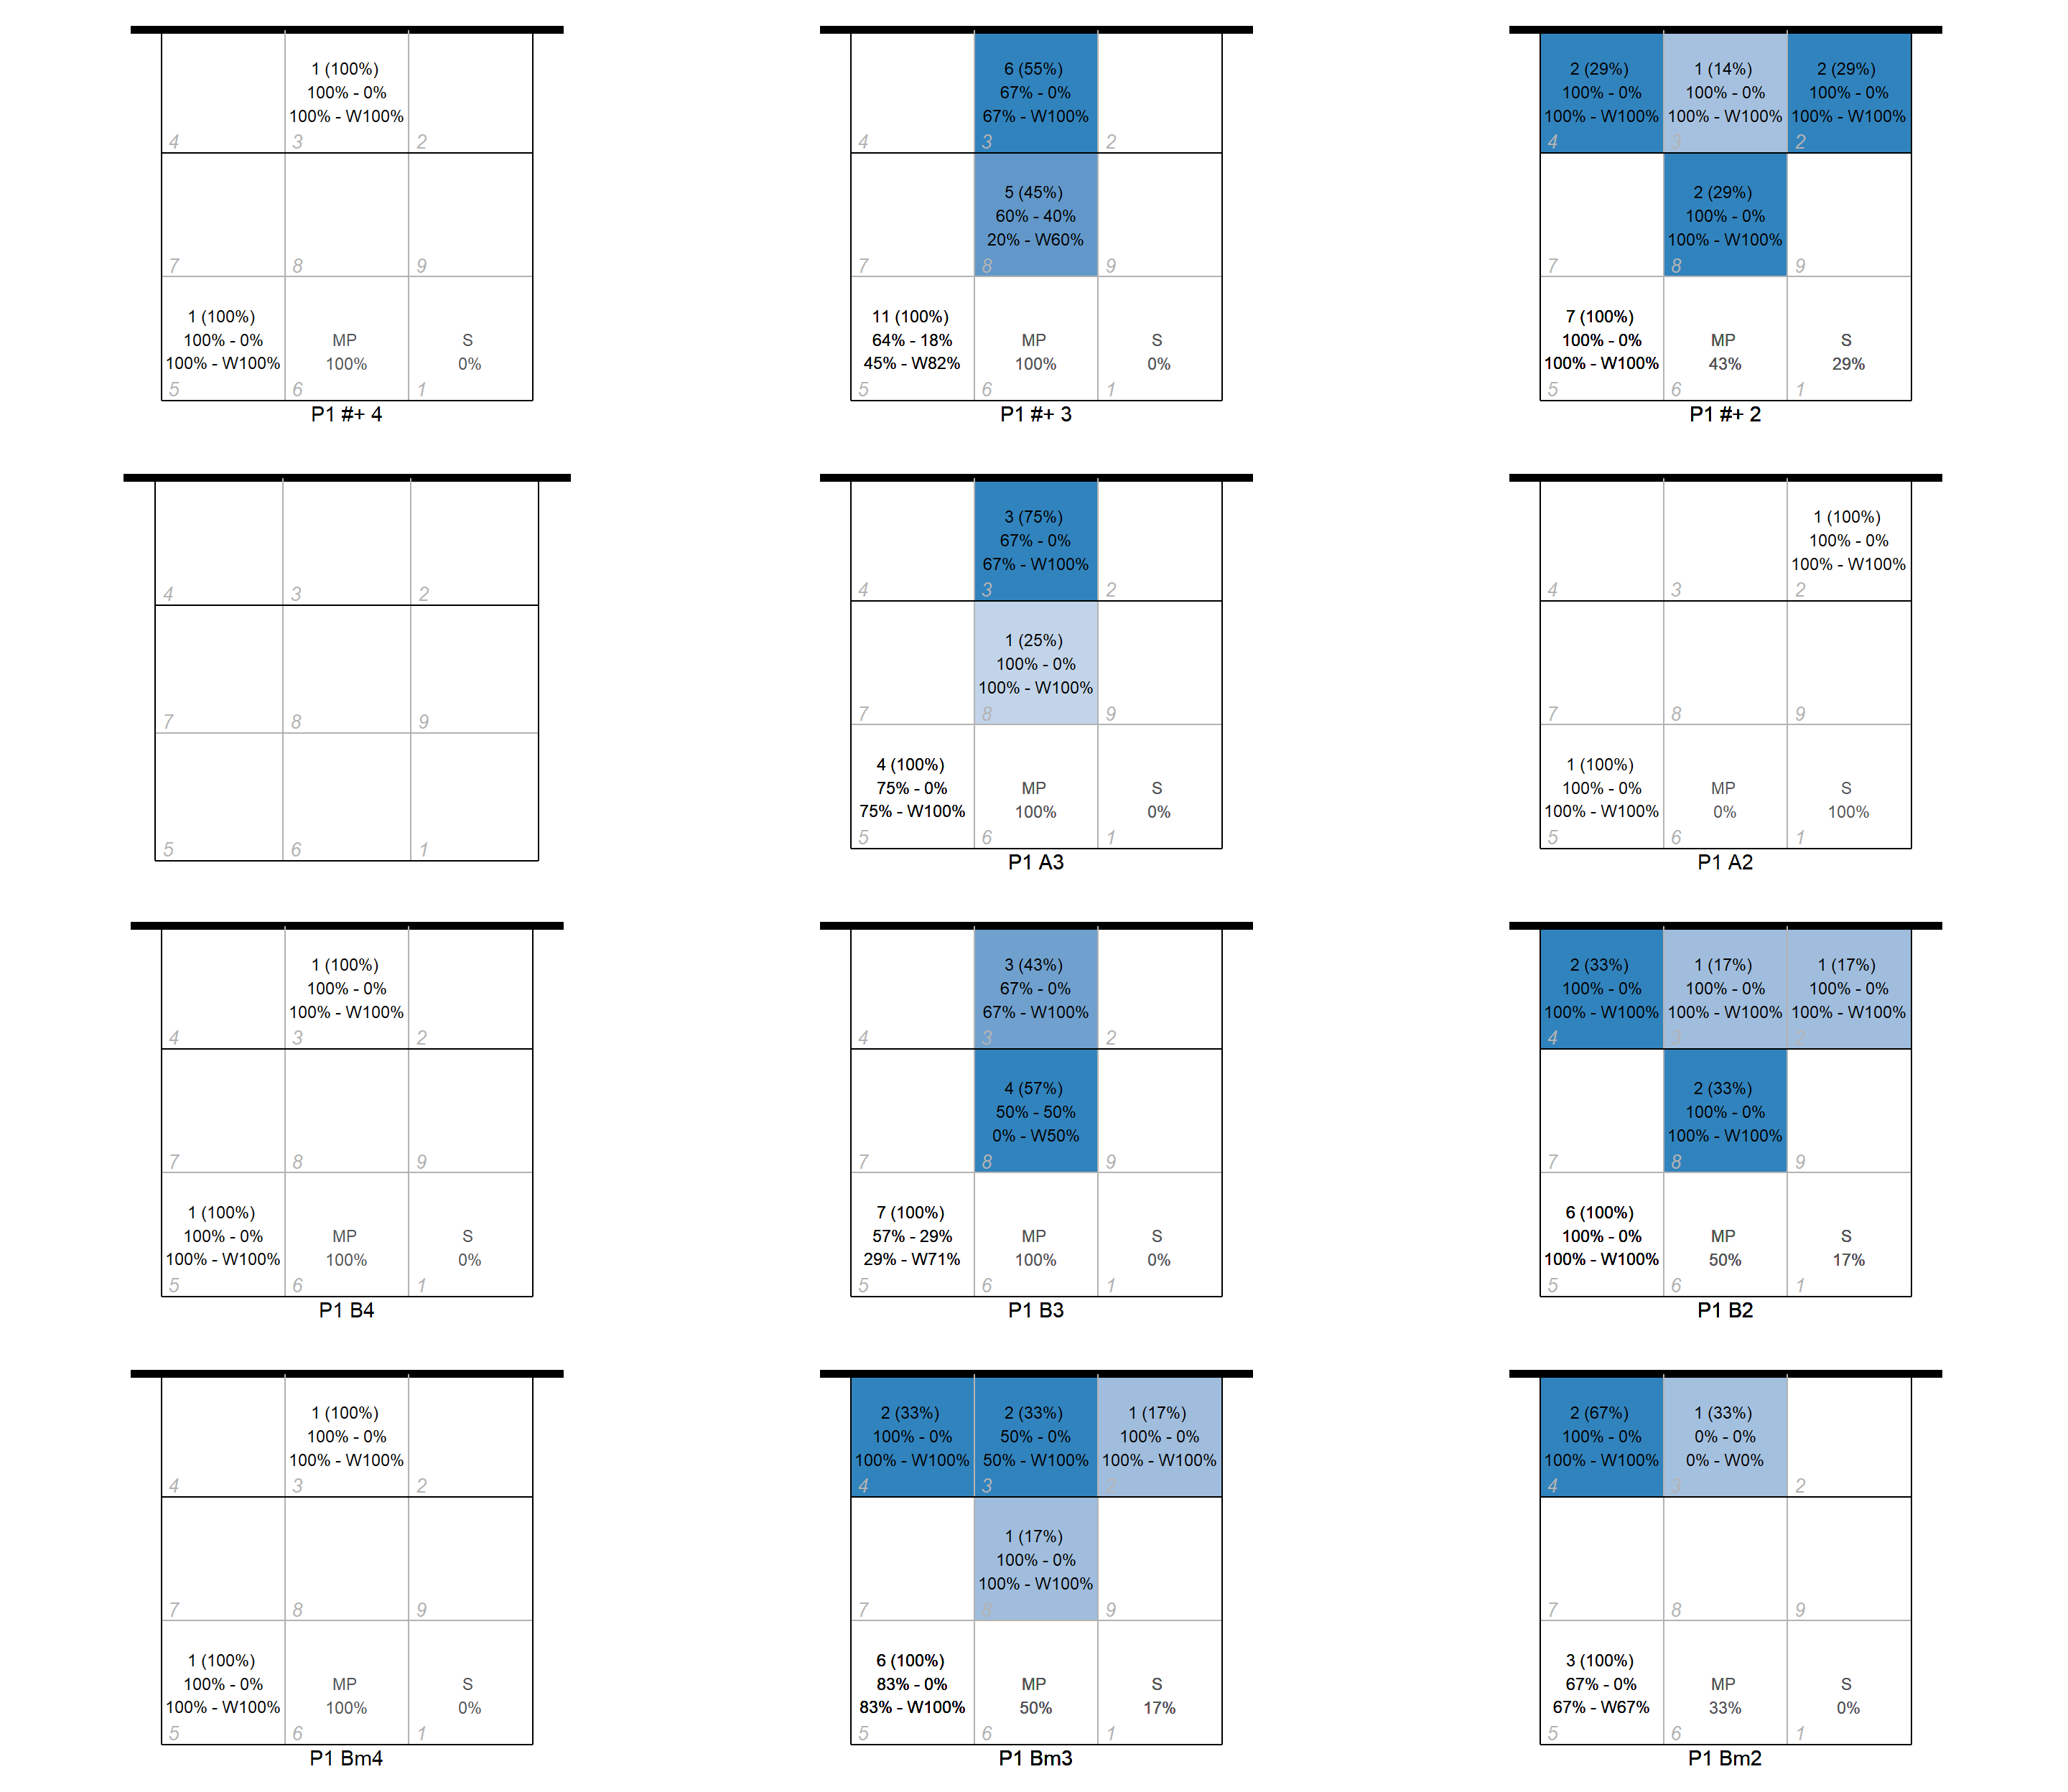 1 (100%)
100% - 0%
100% - W100%
4
3
2
7
8
9
1 (100%)
100% - 0%
100% - W100%
MP
100%
S
0%
5
6
1
P1 #+ 4
6 (55%)
67% - 0%
67% - W100%
4
3
2
5 (45%)
60% - 40%
20% - W60%
7
8
9
11 (100%)
64% - 18%
45% - W82%
MP
100%
S
0%
5
6
1
P1 #+ 3
2 (29%)
100% - 0%
100% - W100%
1 (14%)
100% - 0%
100% - W100%
2 (29%)
100% - 0%
100% - W100%
4
3
2
2 (29%)
100% - 0%
100% - W100%
7
8
9
7 (100%)
100% - 0%
100% - W100%
MP
43%
S
29%
5
6
1
P1 #+ 2
4
3
2
7
8
9
5
6
1
3 (75%)
67% - 0%
67% - W100%
4
3
2
1 (25%)
100% - 0%
100% - W100%
7
8
9
4 (100%)
75% - 0%
75% - W100%
MP
100%
S
0%
5
6
1
P1 A3
1 (100%)
100% - 0%
100% - W100%
4
3
2
7
8
9
1 (100%)
100% - 0%
100% - W100%
MP
0%
S
100%
5
6
1
P1 A2
1 (100%)
100% - 0%
100% - W100%
4
3
2
7
8
9
1 (100%)
100% - 0%
100% - W100%
MP
100%
S
0%
5
6
1
P1 B4
3 (43%)
67% - 0%
67% - W100%
4
3
2
4 (57%)
50% - 50%
0% - W50%
7
8
9
7 (100%)
57% - 29%
29% - W71%
MP
100%
S
0%
5
6
1
P1 B3
2 (33%)
100% - 0%
100% - W100%
1 (17%)
100% - 0%
100% - W100%
1 (17%)
100% - 0%
100% - W100%
4
3
2
2 (33%)
100% - 0%
100% - W100%
7
8
9
6 (100%)
100% - 0%
100% - W100%
MP
50%
S
17%
5
6
1
P1 B2
1 (100%)
100% - 0%
100% - W100%
4
3
2
7
8
9
1 (100%)
100% - 0%
100% - W100%
MP
100%
S
0%
5
6
1
P1 Bm4
2 (33%)
100% - 0%
100% - W100%
2 (33%)
50% - 0%
50% - W100%
1 (17%)
100% - 0%
100% - W100%
4
3
2
1 (17%)
100% - 0%
100% - W100%
7
8
9
6 (100%)
83% - 0%
83% - W100%
MP
50%
S
17%
5
6
1
P1 Bm3
2 (67%)
100% - 0%
100% - W100%
1 (33%)
0% - 0%
0% - W0%
4
3
2
7
8
9
3 (100%)
67% - 0%
67% - W67%
MP
33%
S
0%
5
6
1
P1 Bm2